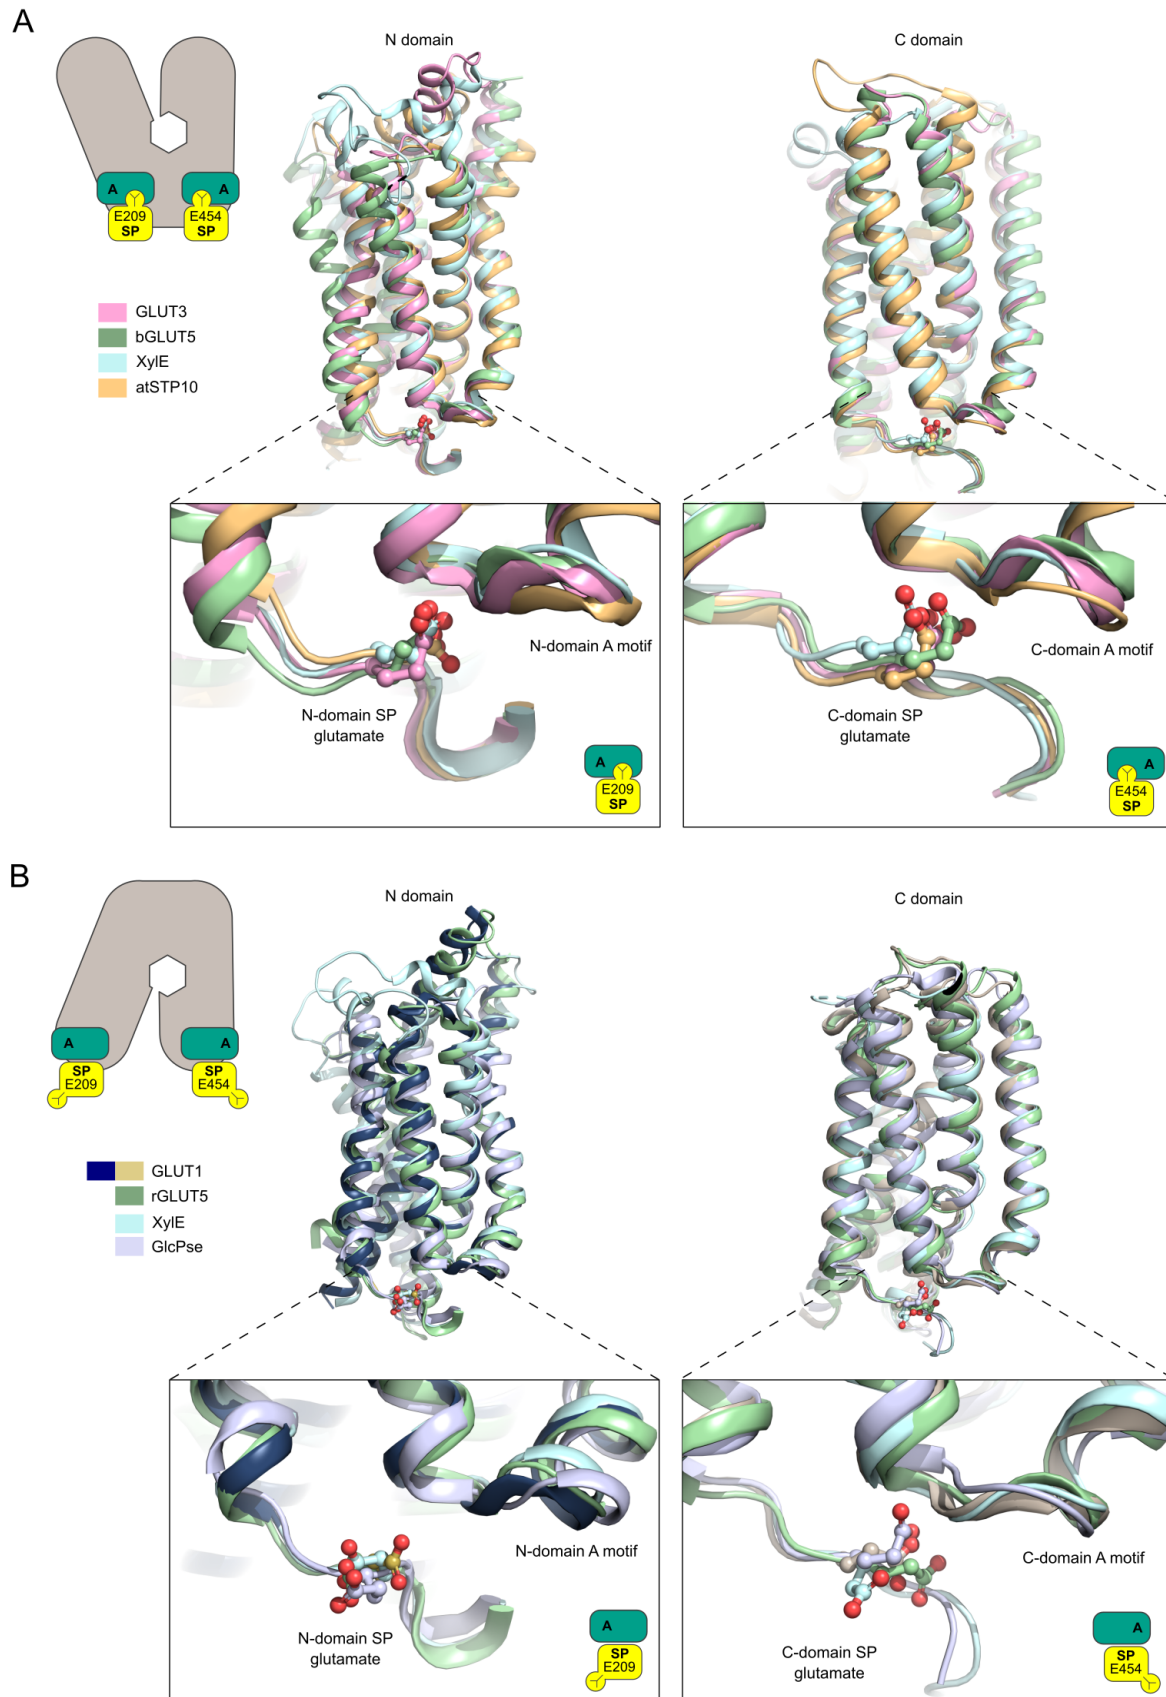 A
N domain
C domain
A
A
E209
SP
E454
SP
GLUT3
bGLUT5
XylE
atSTP10
N-domain A motif
N-domain SP
glutamate
A
E209
SP
C-domain A motif
C-domain SP
glutamate
A
E454
SP
B
N domain
C domain
A
A
SP
E209
SP
E454
GLUT1
rGLUT5
XylE
GlcPse
N-domain A motif
N-domain SP
glutamate
A
SP
E209
C-domain A motif
C-domain SP
glutamate
A
SP
E454